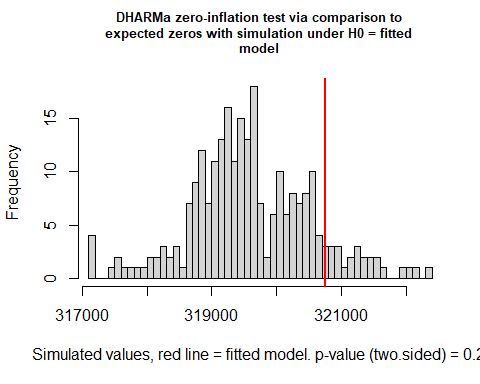 DHARMa zero-inflation test via comparison to
expected zeros with simulation under H0 = fitted
model
Frequency
15
10
5
0
317000 319000 321000
Simulated values, red line = fitted model. p-value (two.sided) = 0.2